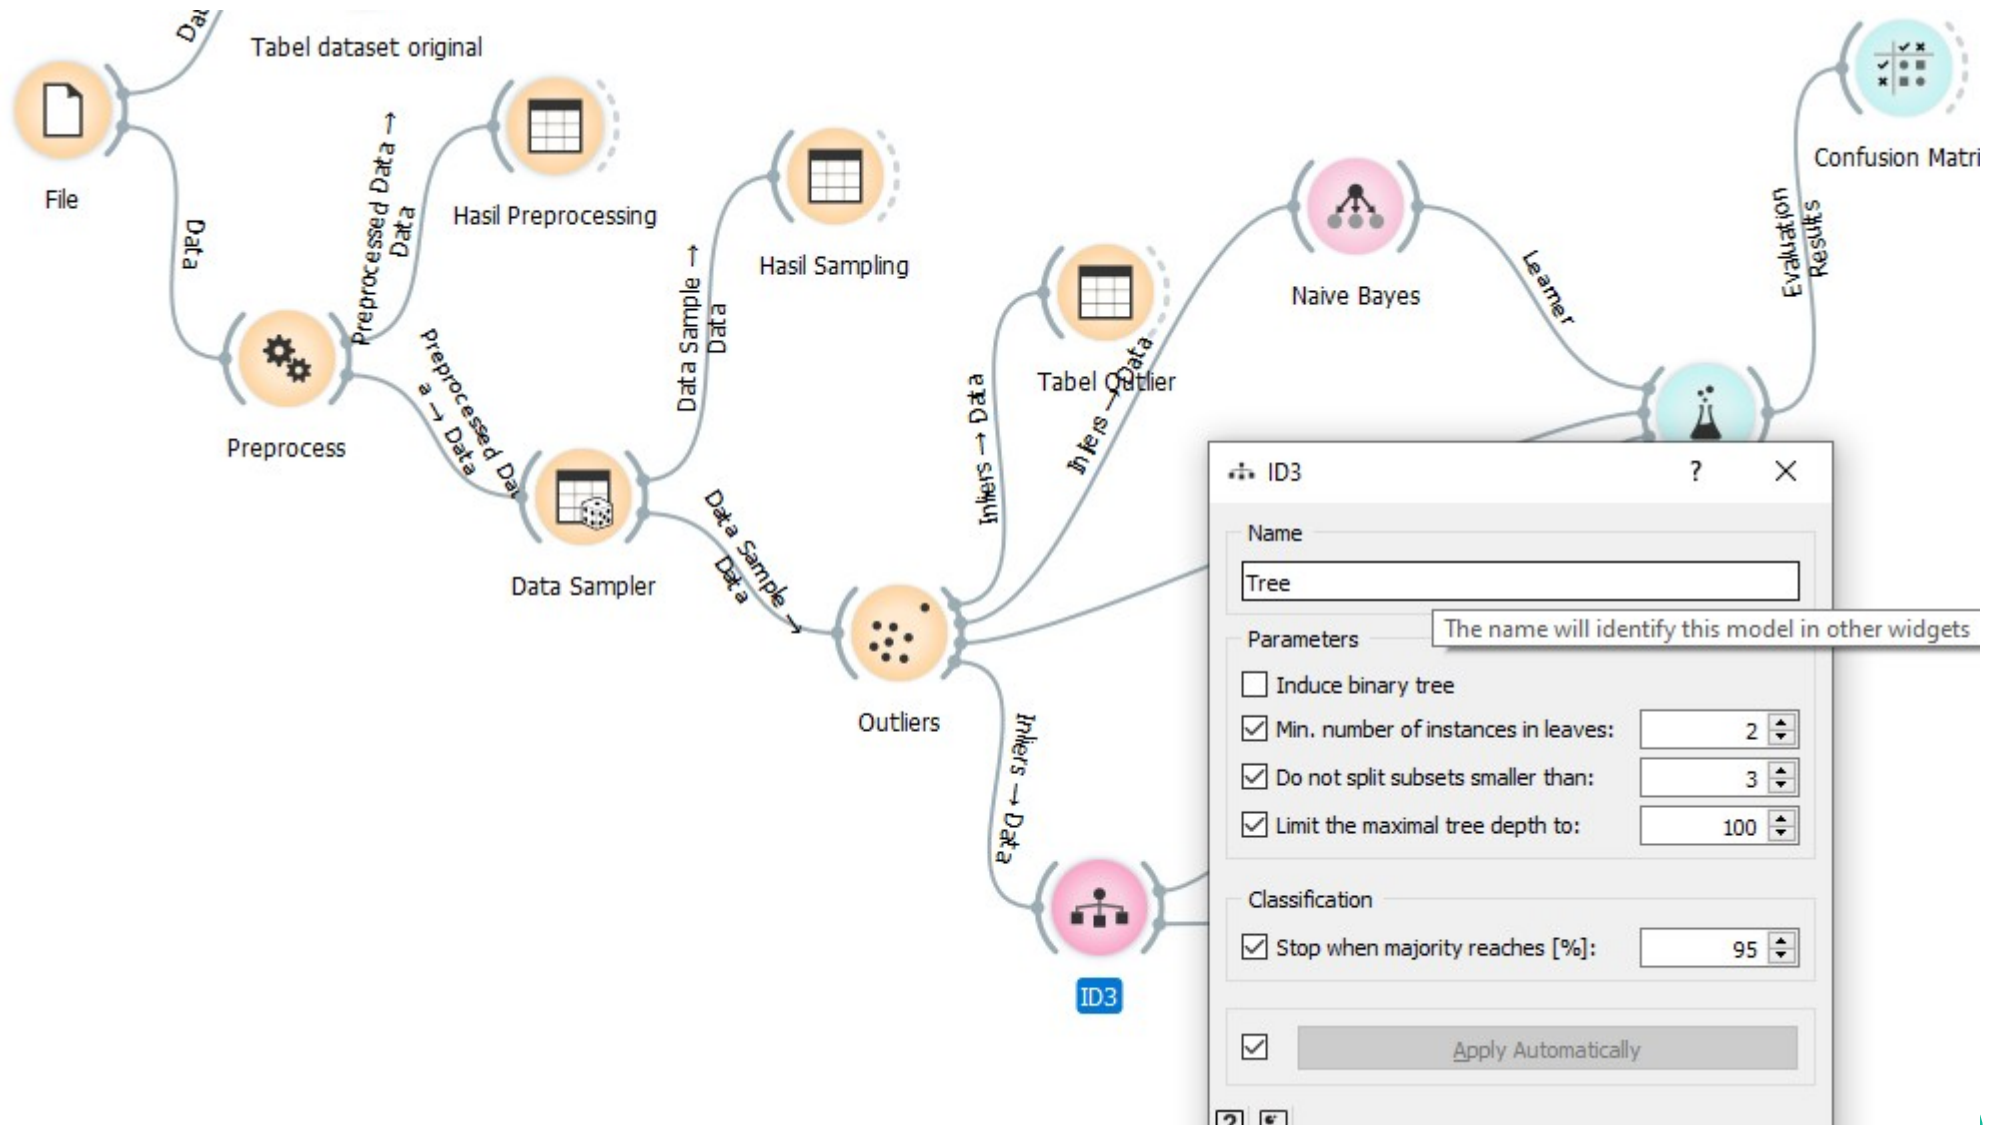 Da
Tabel dataset original
File
Data
Preprocessed Data →
Data
Hasil Preprocessing
Preprocess
Preprocessed Dat
a → Data
Data Sample →
Data
Hasil Sampling
Data Sampler
Data Sample →
Data
Outliers
Inliers → Data
Tabel Outlier
Inliers → Data
Naive Bayes
Learner
Evaluation
Results
Confusion Matri
Inliers → Data
ID3
ID3
?
Name
Tree
The name will identify this model in other widgets
Parameters
Induce binary tree
Min. number of instances in leaves: 2
Do not split subsets smaller than: 3
Limit the maximal tree depth to: 100
Classification
Stop when majority reaches [%]: 95
Apply Automatically
?